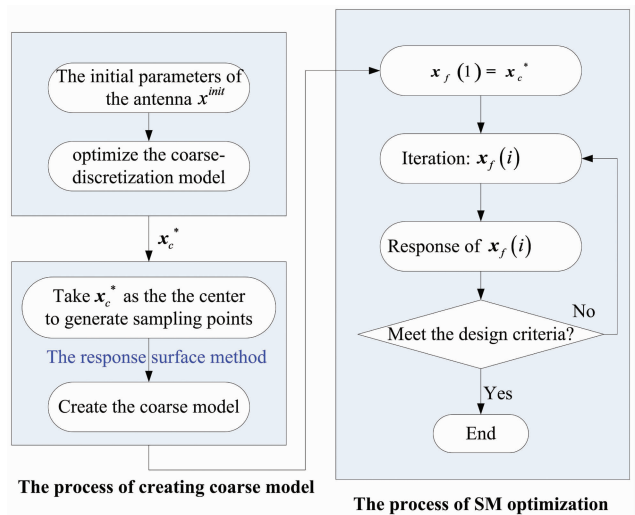 The initial parameters of
the antenna x^init
optimize the coarse-
discretization model
x_c*
Take x_c* as the the center
to generate sampling points
The response surface method
Create the coarse model
The process of creating coarse model
x_f (1) = x_c*
Iteration: x_f (i)
Response of x_f (i)
Meet the design criteria?
No
Yes
End
The process of SM optimization